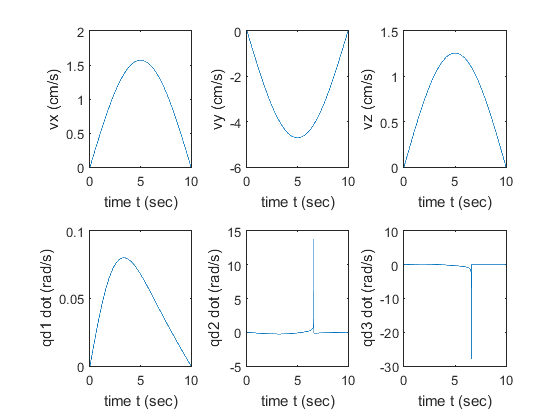 vx (cm/s)
2
1.5
1
0.5
0
0 5 10
time t (sec)
vy (cm/s)
0
-2
-4
-6
0 5 10
time t (sec)
vz (cm/s)
1.5
1
0.5
0
0 5 10
time t (sec)
qd1 dot (rad/s)
0.1
0.05
0
0 5 10
time t (sec)
qd2 dot (rad/s)
15
10
5
0
-5
0 5 10
time t (sec)
qd3 dot (rad/s)
10
0
-10
-20
-30
0 5 10
time t (sec)